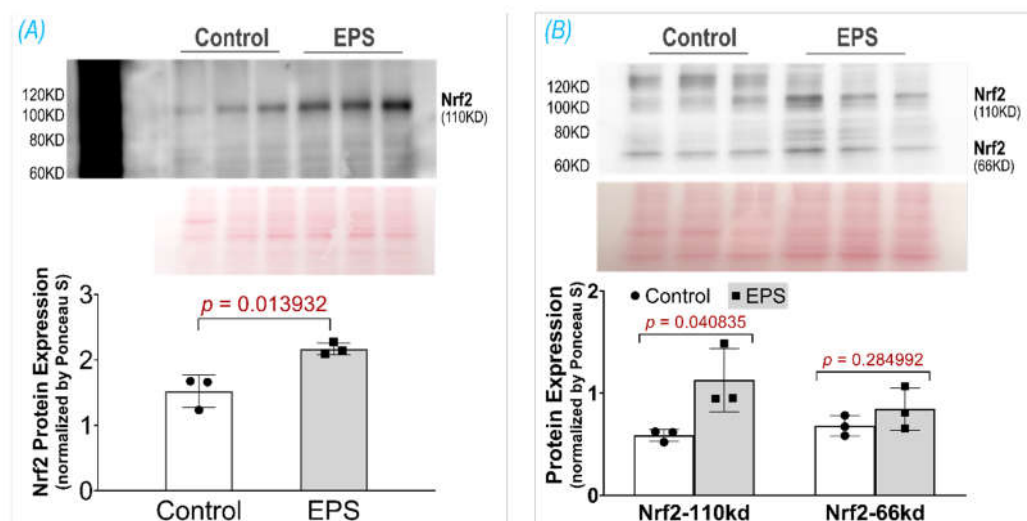 (A)
Control EPS
120KD
100KD
80KD
60KD
Nrf2
(110KD)
Nrf2 Protein Expression
(normalized by Ponceau S)
3
2
1
0
p = 0.013932
Control EPS
(B)
Control EPS
120KD
100KD
80KD
60KD
Nrf2
(110KD)
Nrf2
(66KD)
Protein Expression
(normalized by Ponceau S)
2
1
0
Control EPS
p = 0.040835
p = 0.284992
Nrf2-110kd Nrf2-66kd